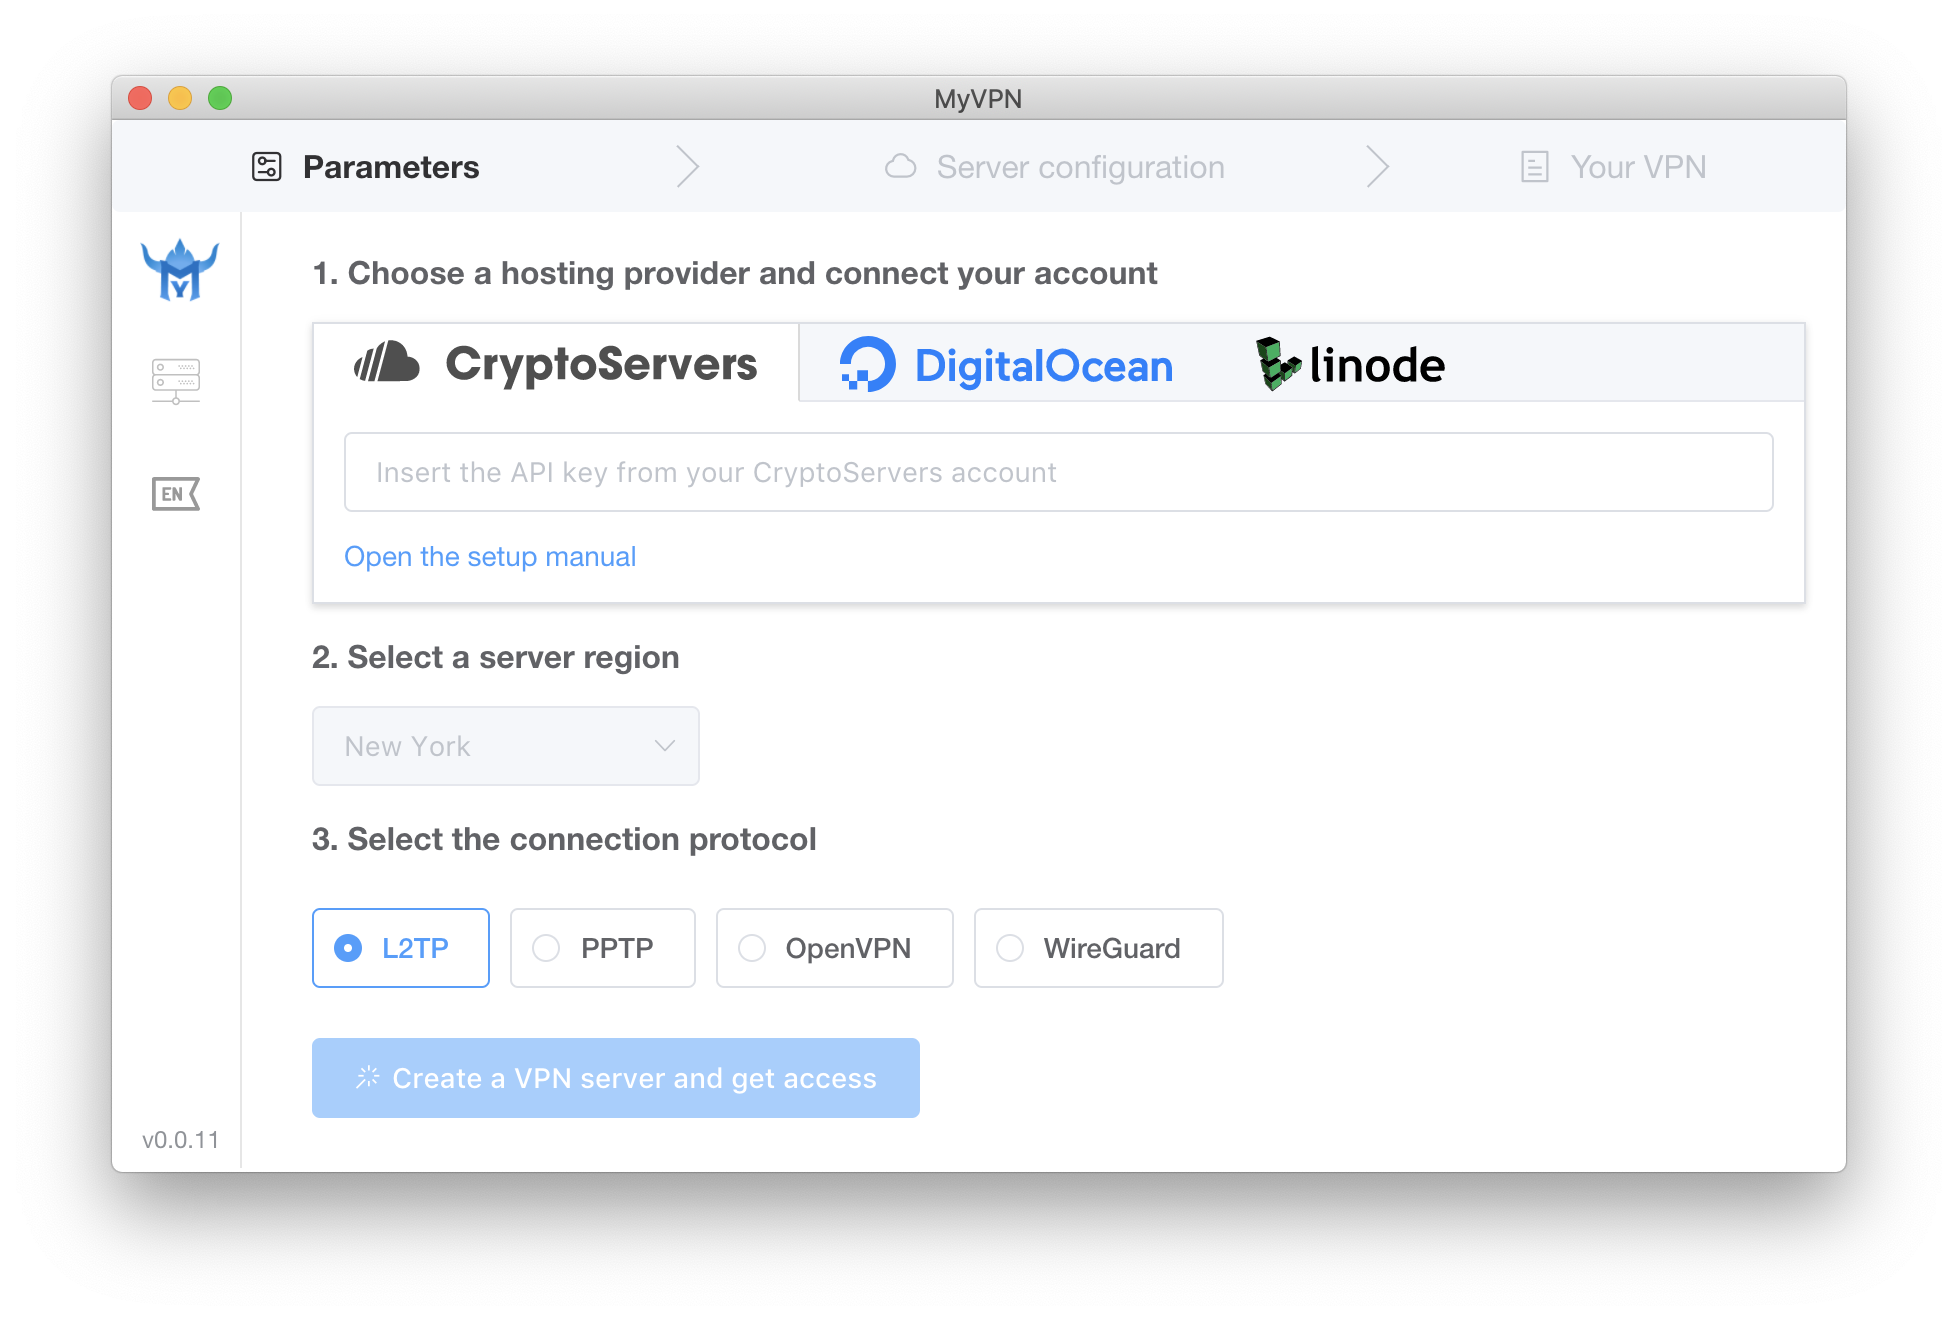 MyVPN
Parameters
Server configuration
Your VPN
1. Choose a hosting provider and connect your account
CryptoServers
DigitalOcean
linode
EN
Insert the API key from your CryptoServers account
Open the setup manual
2. Select a server region
New York
3. Select the connection protocol
L2TP
PPTP
OpenVPN
WireGuard
Create a VPN server and get access
v0.0.11